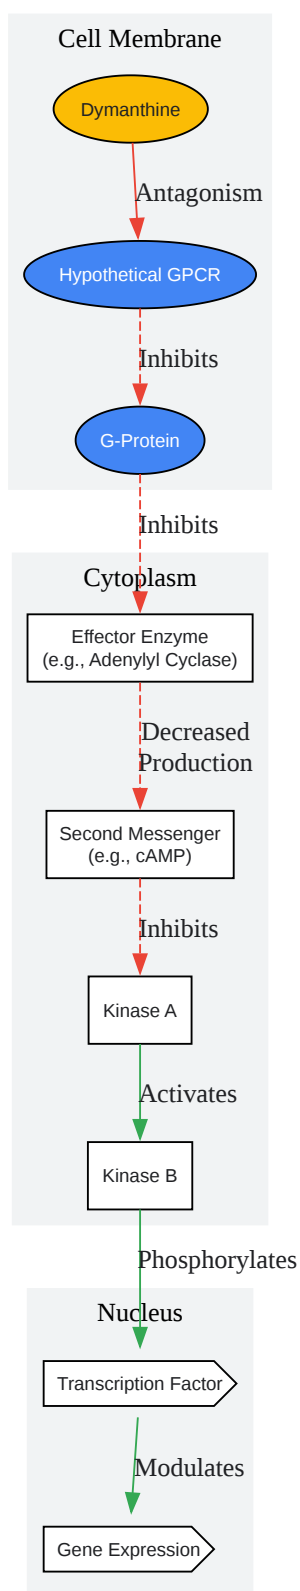 Cell Membrane
Dymanthine
Antagonism
Hypothetical GPCR
Inhibits
G-Protein
Inhibits
Cytoplasm
Effector Enzyme
(e.g., Adenylyl Cyclase)
Decreased
Production
Second Messenger
(e.g., cAMP)
Inhibits
Kinase A
Activates
Kinase B
Phosphorylates
Nucleus
Transcription Factor
Modulates
Gene Expression